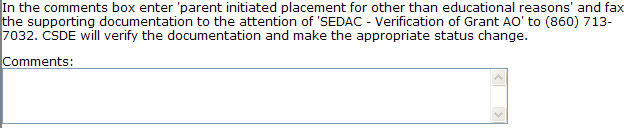 In the comments box enter 'parent initiated placement for other than educational reasons' and fax
the supporting documentation to the attention of 'SEDAC - Verification of Grant AO' to (860) 713-
7032. CSDE will verify the documentation and make the appropriate status change.
Comments: